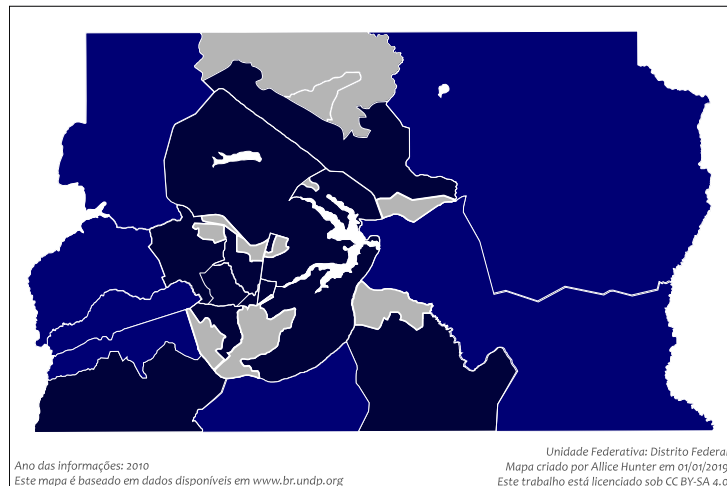 Ano das informações: 2010
Este mapa é baseado em dados disponíveis em www.br.undp.org
Unidade Federativa: Distrito Federal
Mapa criado por Allice Hunter em 01/01/2019
Este trabalho está licenciado sob CC BY-SA 4.0